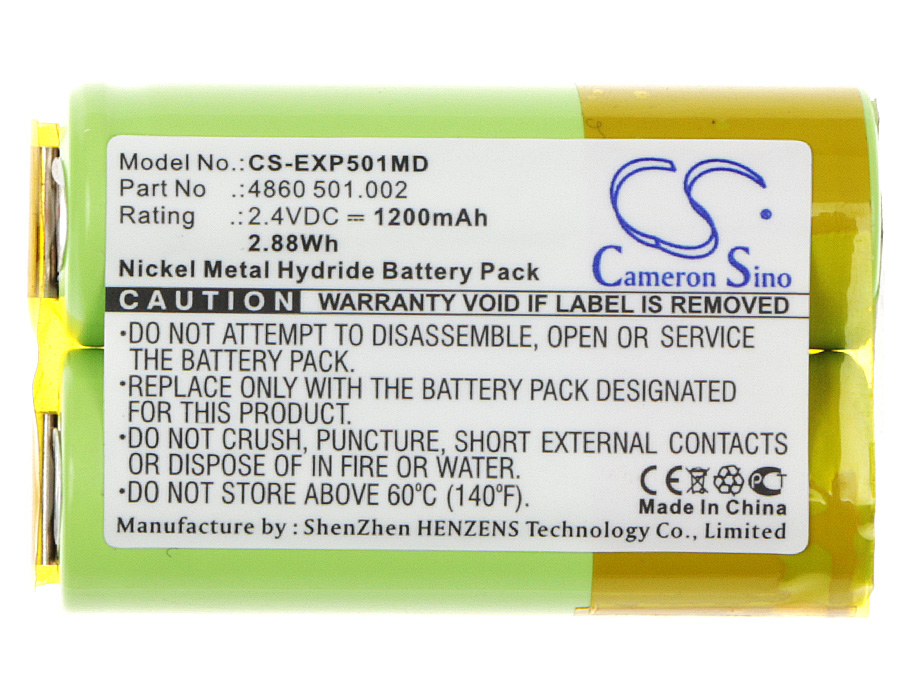 Model No.: CS-EXP501MD
Part No .: 4860 501.002
Rating .: 2.4VDC ⎓ 1200mAh
2.88Wh
Nickel Metal Hydride Battery Pack
CS
Cameron Sino
CAUTION WARRANTY VOID IF LABEL IS REMOVED
·DO NOT ATTEMPT TO DISASSEMBLE, OPEN OR SERVICE
THE BATTERY PACK.
·REPLACE ONLY WITH THE BATTERY PACK DESIGNATED
FOR THIS PRODUCT.
·DO NOT CRUSH, PUNCTURE, SHORT EXTERNAL CONTACTS
OR DISPOSE OF IN FIRE OR WATER.
·DO NOT STORE ABOVE 60°C (140°F).
CE
Made In China
Manufacture by : ShenZhen HENZENS Technology Co., Limited